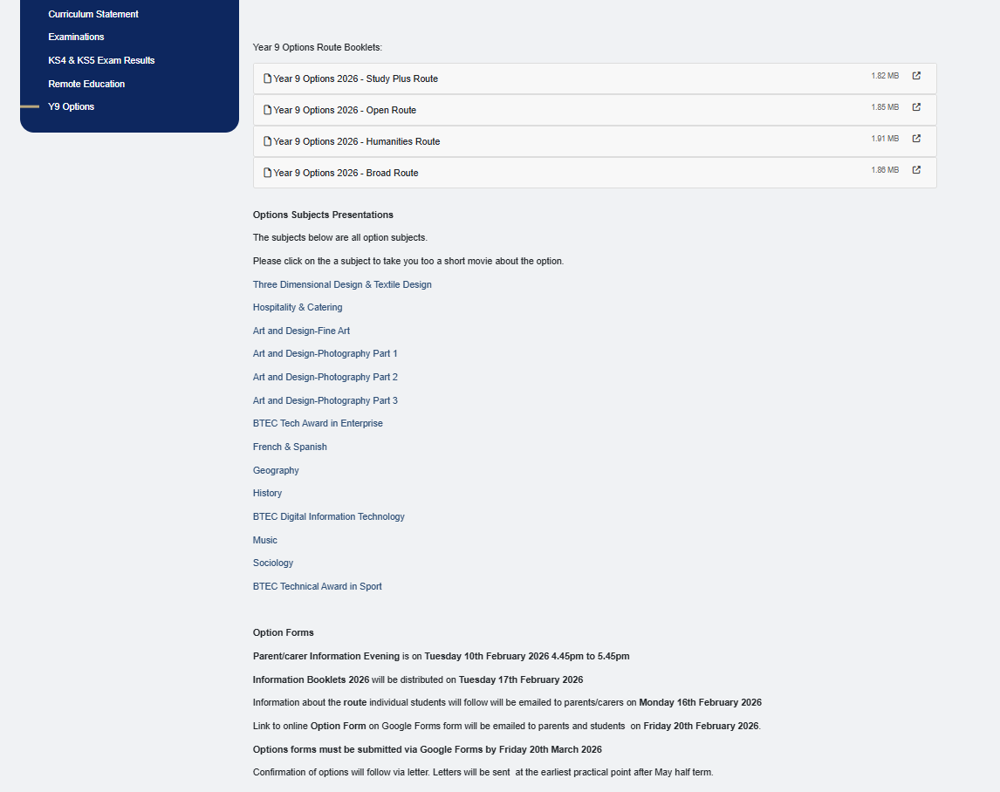 Curriculum Statement
Examinations
KS4 & KS5 Exam Results
Remote Education
Y9 Options
Year 9 Options Route Booklets:
Year 9 Options 2026 - Study Plus Route 1.82 MB
Year 9 Options 2026 - Open Route 1.85 MB
Year 9 Options 2026 - Humanities Route 1.91 MB
Year 9 Options 2026 - Broad Route 1.86 MB
Options Subjects Presentations
The subjects below are all option subjects.
Please click on the a subject to take you too a short movie about the option.
Three Dimensional Design & Textile Design
Hospitality & Catering
Art and Design-Fine Art
Art and Design-Photography Part 1
Art and Design-Photography Part 2
Art and Design-Photography Part 3
BTEC Tech Award in Enterprise
French & Spanish
Geography
History
BTEC Digital Information Technology
Music
Sociology
BTEC Technical Award in Sport
Option Forms
Parent/carer Information Evening is on Tuesday 10th February 2026 4.45pm to 5.45pm
Information Booklets 2026 will be distributed on Tuesday 17th February 2026
Information about the route individual students will follow will be emailed to parents/carers on Monday 16th February 2026
Link to online Option Form on Google Forms form will be emailed to parents and students  on Friday 20th February 2026.
Options forms must be submitted via Google Forms by Friday 20th March 2026
Confirmation of options will follow via letter. Letters will be sent  at the earliest practical point after May half term.